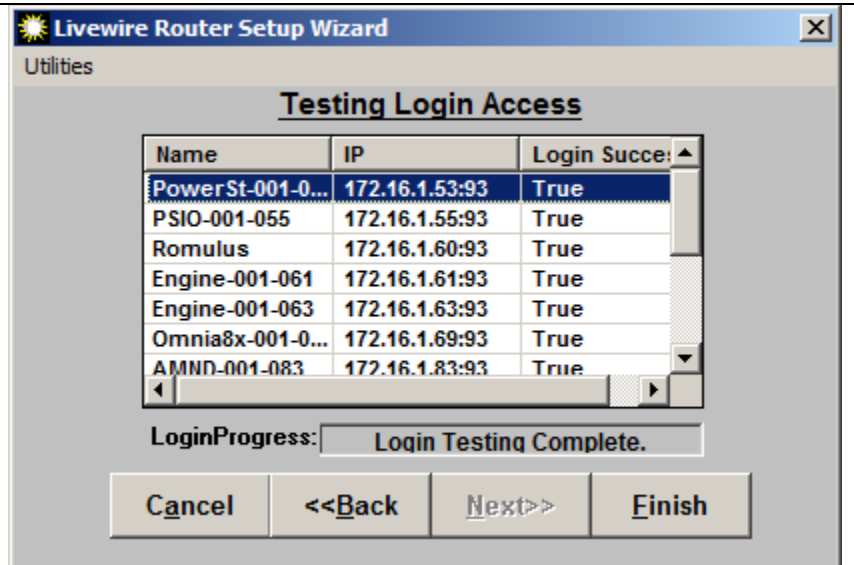 Livewire Router Setup Wizard
Utilities
Testing Login Access
Name IP Login Succes
PowerSt-001-0... 172.16.1.53:93 True
PSIO-001-055 172.16.1.55:93 True
Romulus 172.16.1.60:93 True
Engine-001-061 172.16.1.61:93 True
Engine-001-063 172.16.1.63:93 True
Omnia8x-001-0... 172.16.1.69:93 True
AMND-001-083 172.16.1.83:93 True
LoginProgress: Login Testing Complete.
Cancel <<Back Next>> Finish